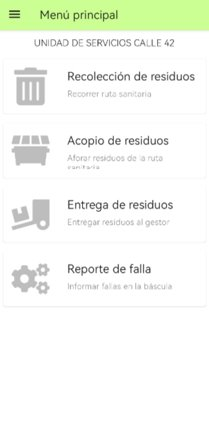 Menú principal
UNIDAD DE SERVICIOS CALLE 42
Recolección de residuos
Recorrer ruta sanitaria
Acopio de residuos
Aforar residuos de la ruta
sanitaria
Entrega de residuos
Entregar residuos al gestor
Reporte de falla
Informar fallas en la báscula